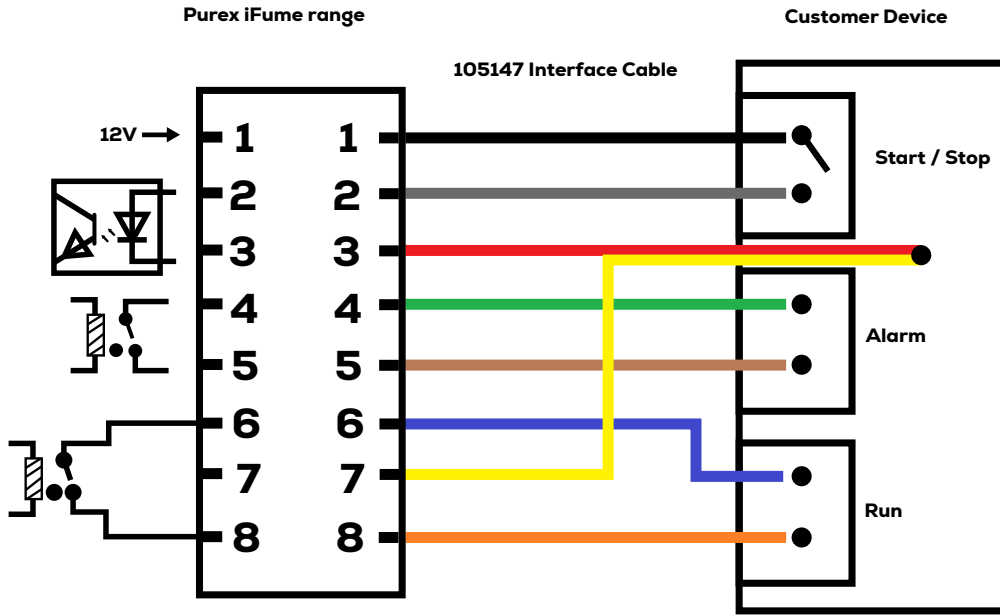 Purex iFume range
Customer Device
105147 Interface Cable
12V
1 1
Start / Stop
2 2
3 3
4 4
Alarm
5 5
6 6
7 7
Run
8 8